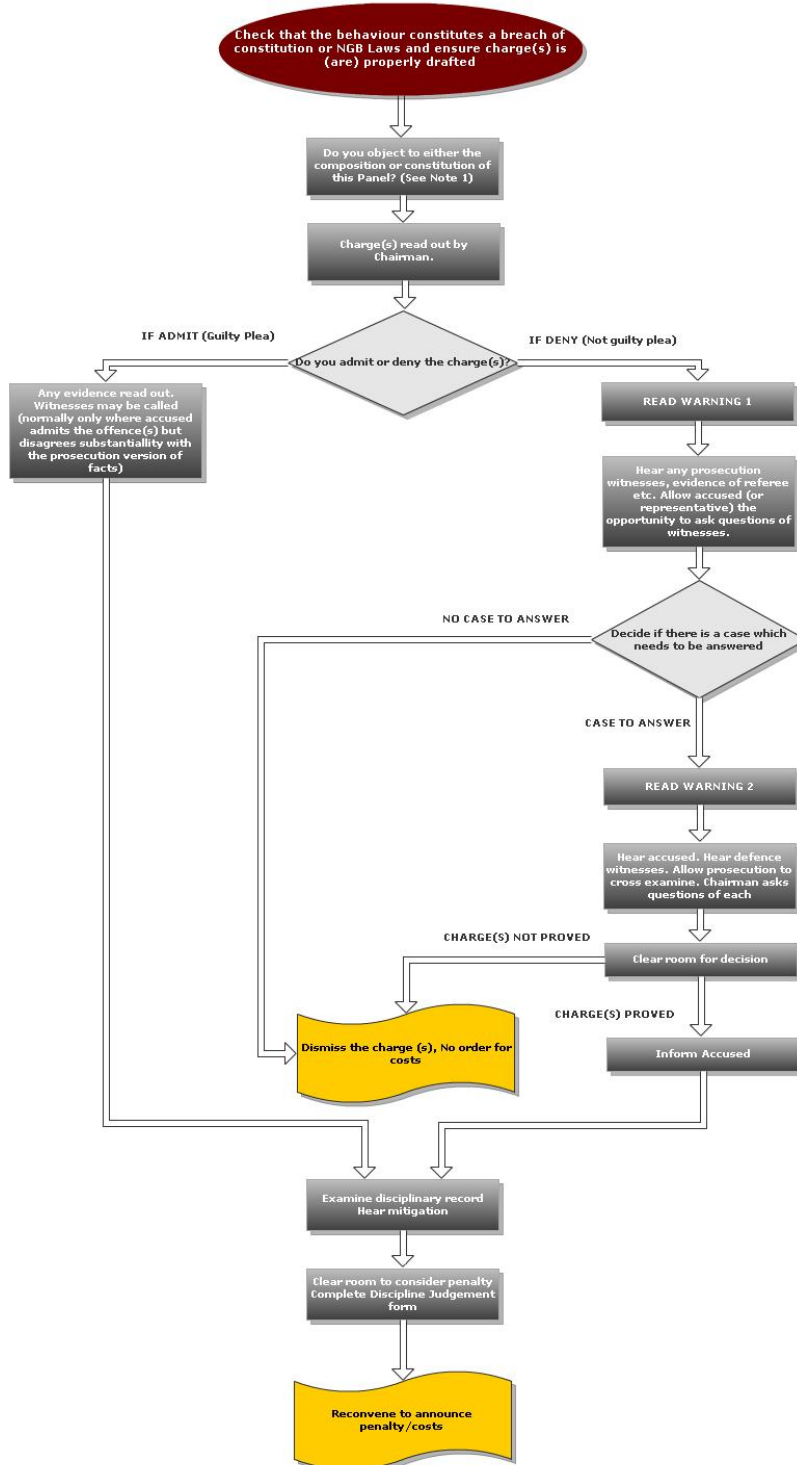 Check that the behaviour constitutes a breach of
constitution or NGB Laws and ensure charge(s) is
(are) properly drafted
Do you object to either the
composition or constitution of
this Panel? (See Note 1)
Charge(s) read out by
Chairman.
IF ADMIT (Guilty Plea)
Do you admit or deny the charge(s)?
IF DENY (Not guilty plea)
Any evidence read out.
Witnesses may be called
(normally only where accused
admits the offence(s) but
disagrees substantiallity with
the prosecution version of
facts)
READ WARNING 1
Hear any prosecution
witnesses, evidence of referee
etc. Allow accused (or
representative) the
opportunity to ask questions of
witnesses.
NO CASE TO ANSWER
Decide if there is a case which
needs to be answered
CASE TO ANSWER
READ WARNING 2
Hear accused. Hear defence
witnesses. Allow prosecution to
cross examine. Chairman asks
questions of each
CHARGE(S) NOT PROVED
Clear room for decision
CHARGE(S) PROVED
Dismiss the charge (s), No order for
costs
Inform Accused
Examine disciplinary record
Hear mitigation
Clear room to consider penalty
Complete Discipline Judgement
form
Reconvene to announce
penalty/costs